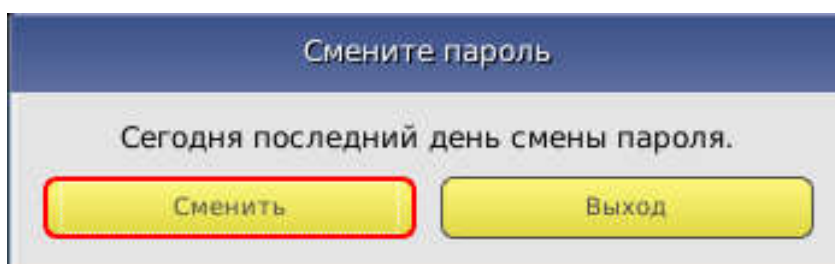 Смените пароль
Сегодня последний день смены пароля.
Сменить
Выход